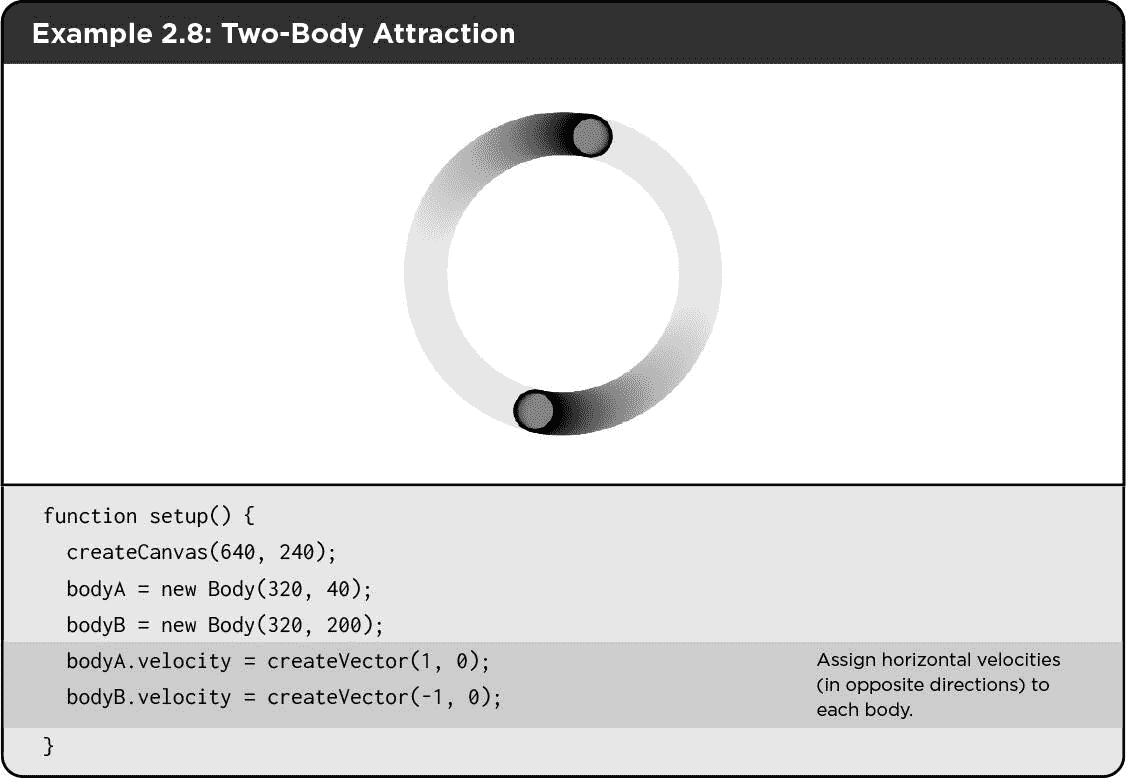 Example 2.8: Two-Body Attraction
function setup() {
createCanvas(640, 240);
bodyA = new Body(320, 40);
bodyB = new Body(320, 200);
bodyA.velocity = createVector(1, 0);
bodyB.velocity = createVector(-1, 0);
Assign horizontal velocities
(in opposite directions) to
each body.
}